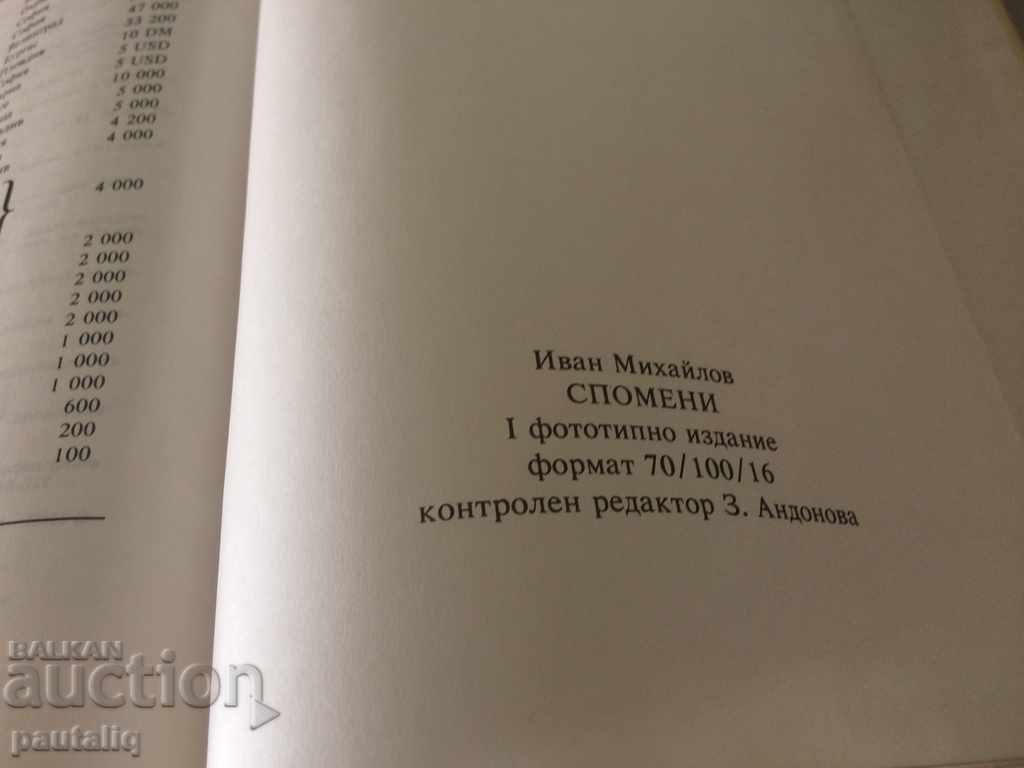 47 000
33 200
10 DM
5 USD
5 USD
10 000
5 000
5 000
4 200
4 000
4 000
2 000
2 000
2 000
2 000
2 000
1 000
1 000
1 000
600
200
100
Иван Михайлов
СПОМЕНИ
I фототипно издание
формат 70/100/16
контролен редактор З. Андонова
BALKAN
auction
pautaliq